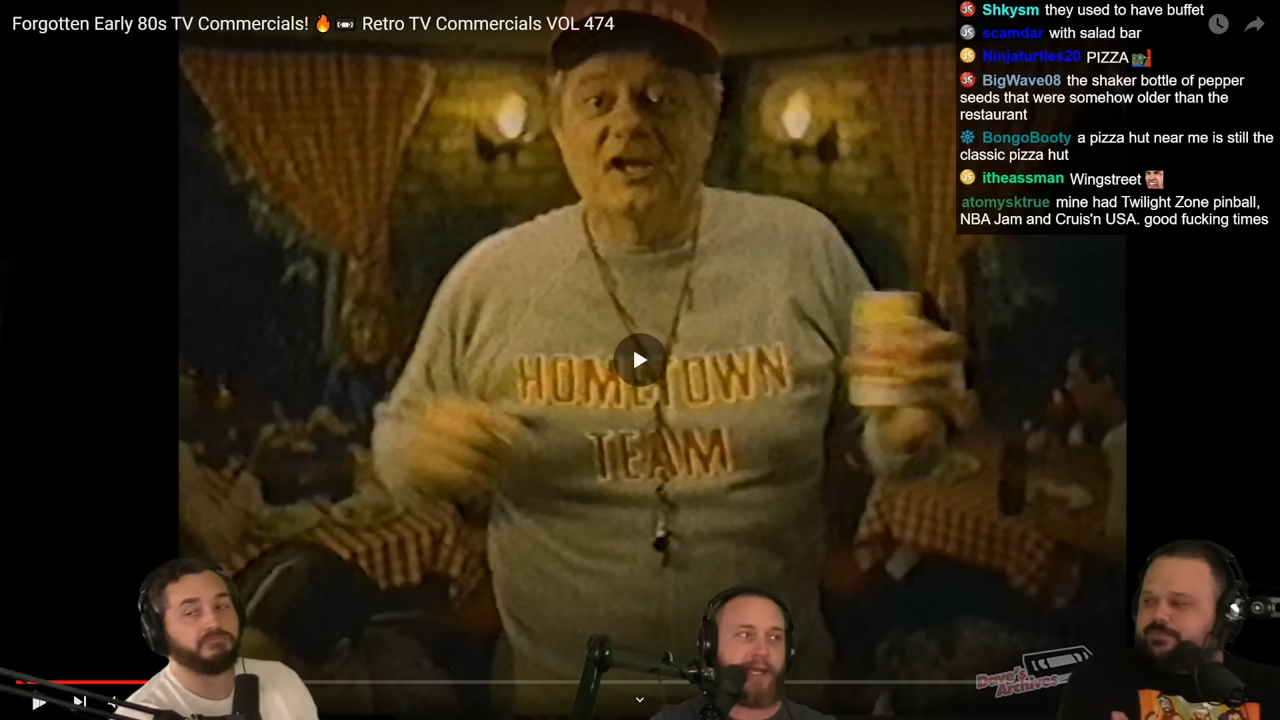 Forgotten Early 80s TV Commercials! 🔥📼 Retro TV Commercials VOL 474
Shkysm they used to have buffet
scamdar with salad bar
Ninjaturtles20 PIZZA
BigWave08 the shaker bottle of pepper
seeds that were somehow older than the
restaurant
BongoBooty a pizza hut near me is still the
classic pizza hut
itheassman Wingstreet
atomysktrue mine had Twilight Zone pinball,
NBA Jam and Cruis'n USA. good fucking times
HOMETOWN
TEAM
Dave's
Archives